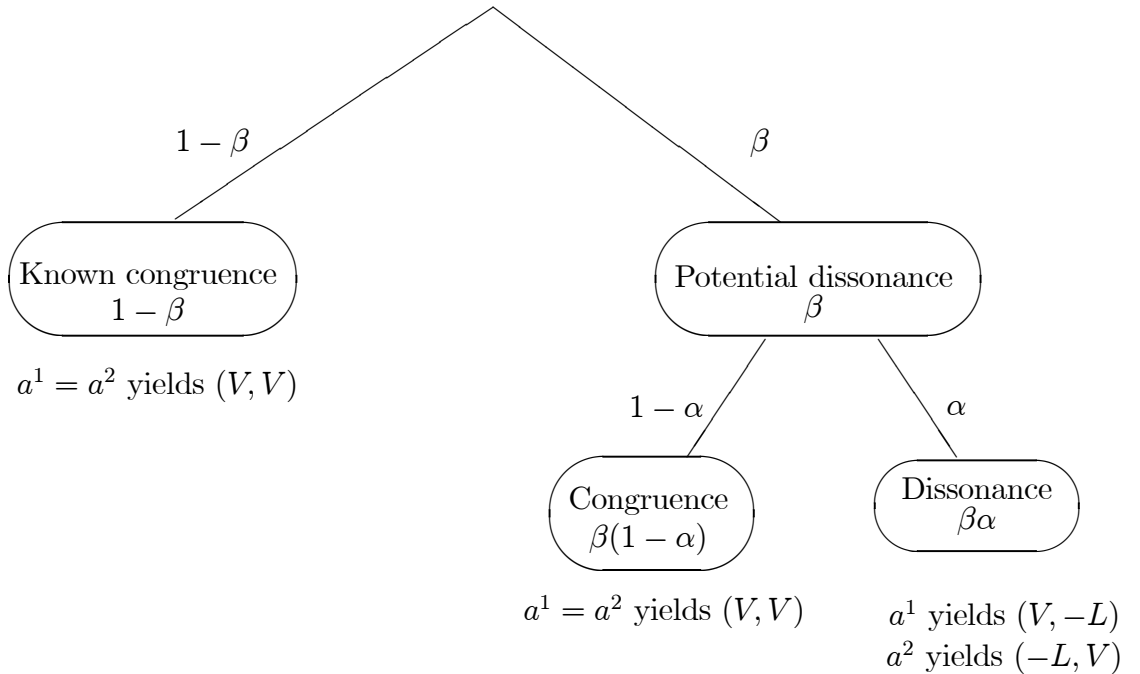 1 − β
β
Known congruence
1 − β
Potential dissonance
β
a¹ = a² yields (V, V)
1 − α
α
Congruence
β(1 − α)
Dissonance
βα
a¹ = a² yields (V, V)
a¹ yields (V, −L)
a² yields (−L, V)